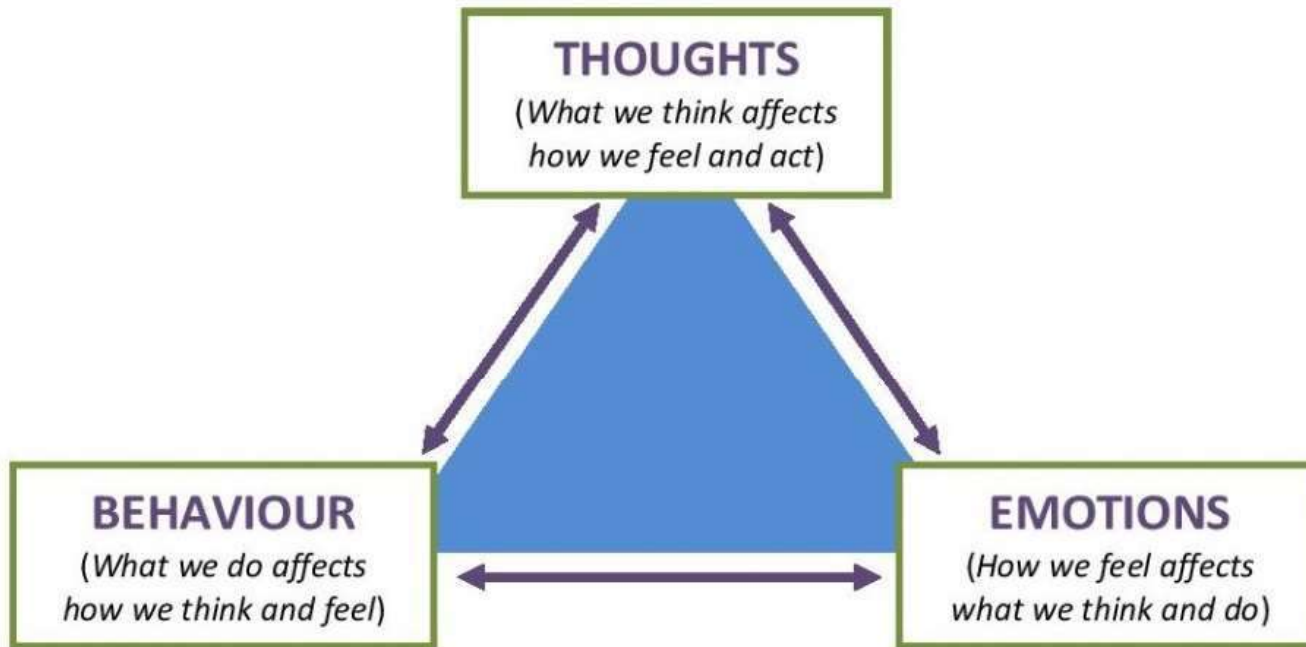 THOUGHTS
(What we think affects
how we feel and act)
BEHAVIOUR
(What we do affects
how we think and feel)
EMOTIONS
(How we feel affects
what we think and do)